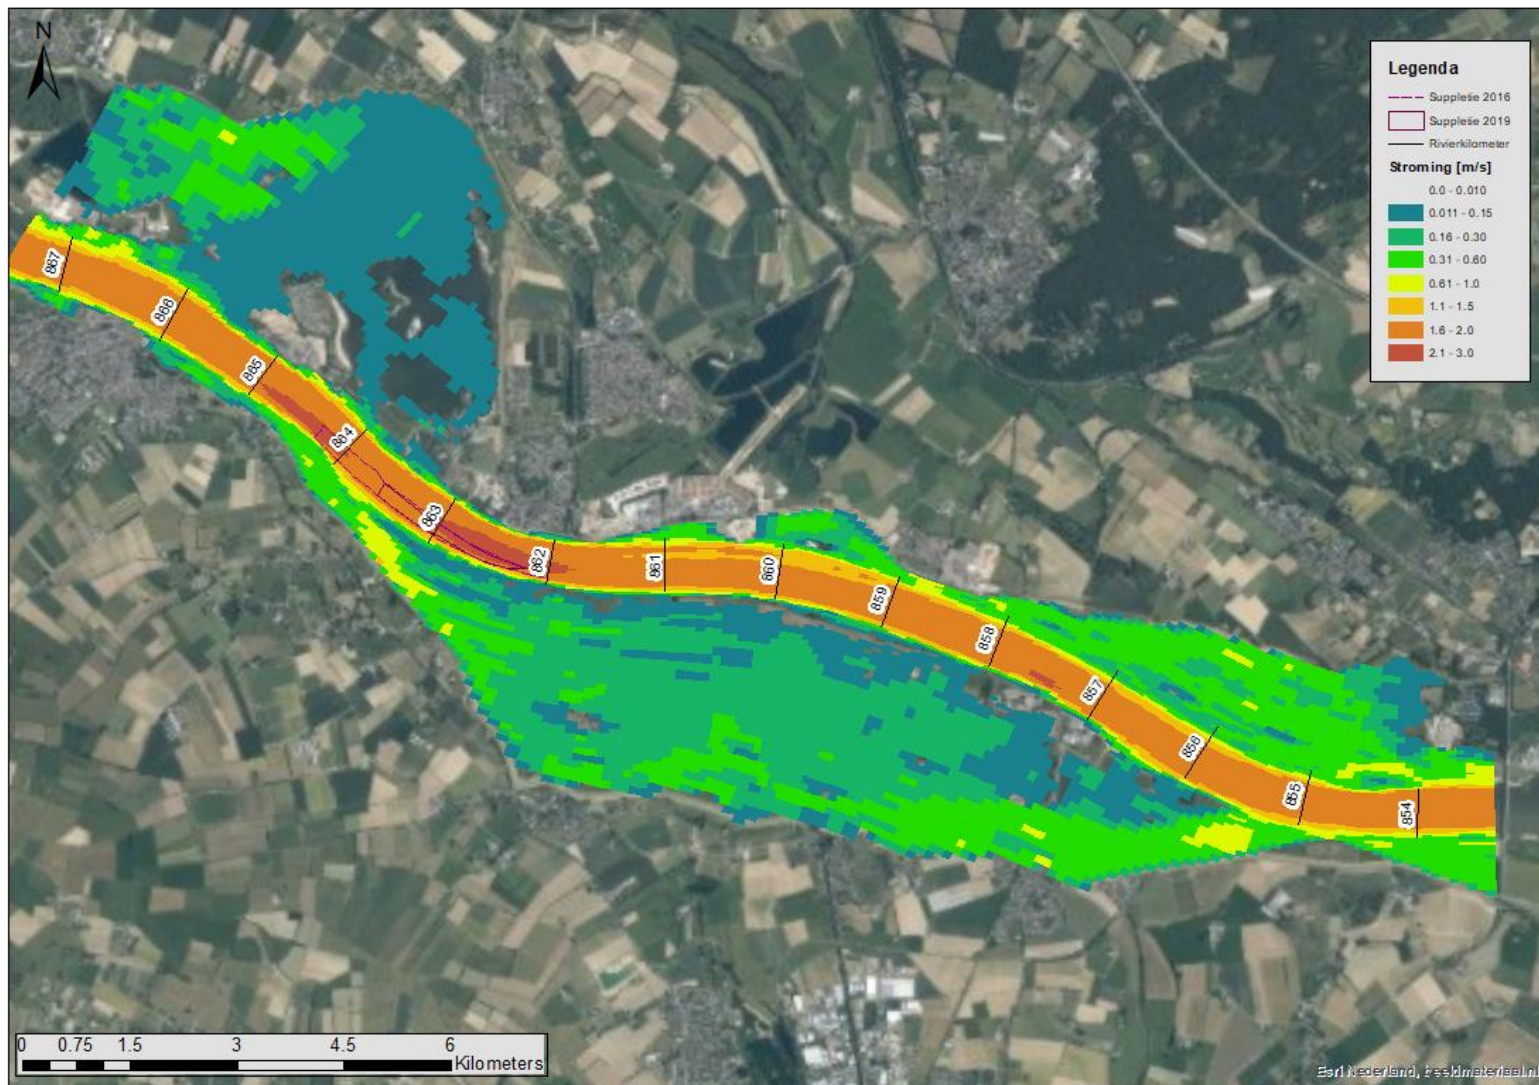 N
Legenda
Suppletie 2016
Suppletie 2019
Rivierkilometer
Stroming [m/s]
0.0 - 0.010
0.011 - 0.15
0.16 - 0.30
0.31 - 0.60
0.61 - 1.0
1.1 - 1.5
1.6 - 2.0
2.1 - 3.0
867
866
865
864
863
862
861
860
859
858
857
856
855
854
0 0.75 1.5 3 4.5 6
Kilometers
Esri Nederland, beeldmateriaal.nl